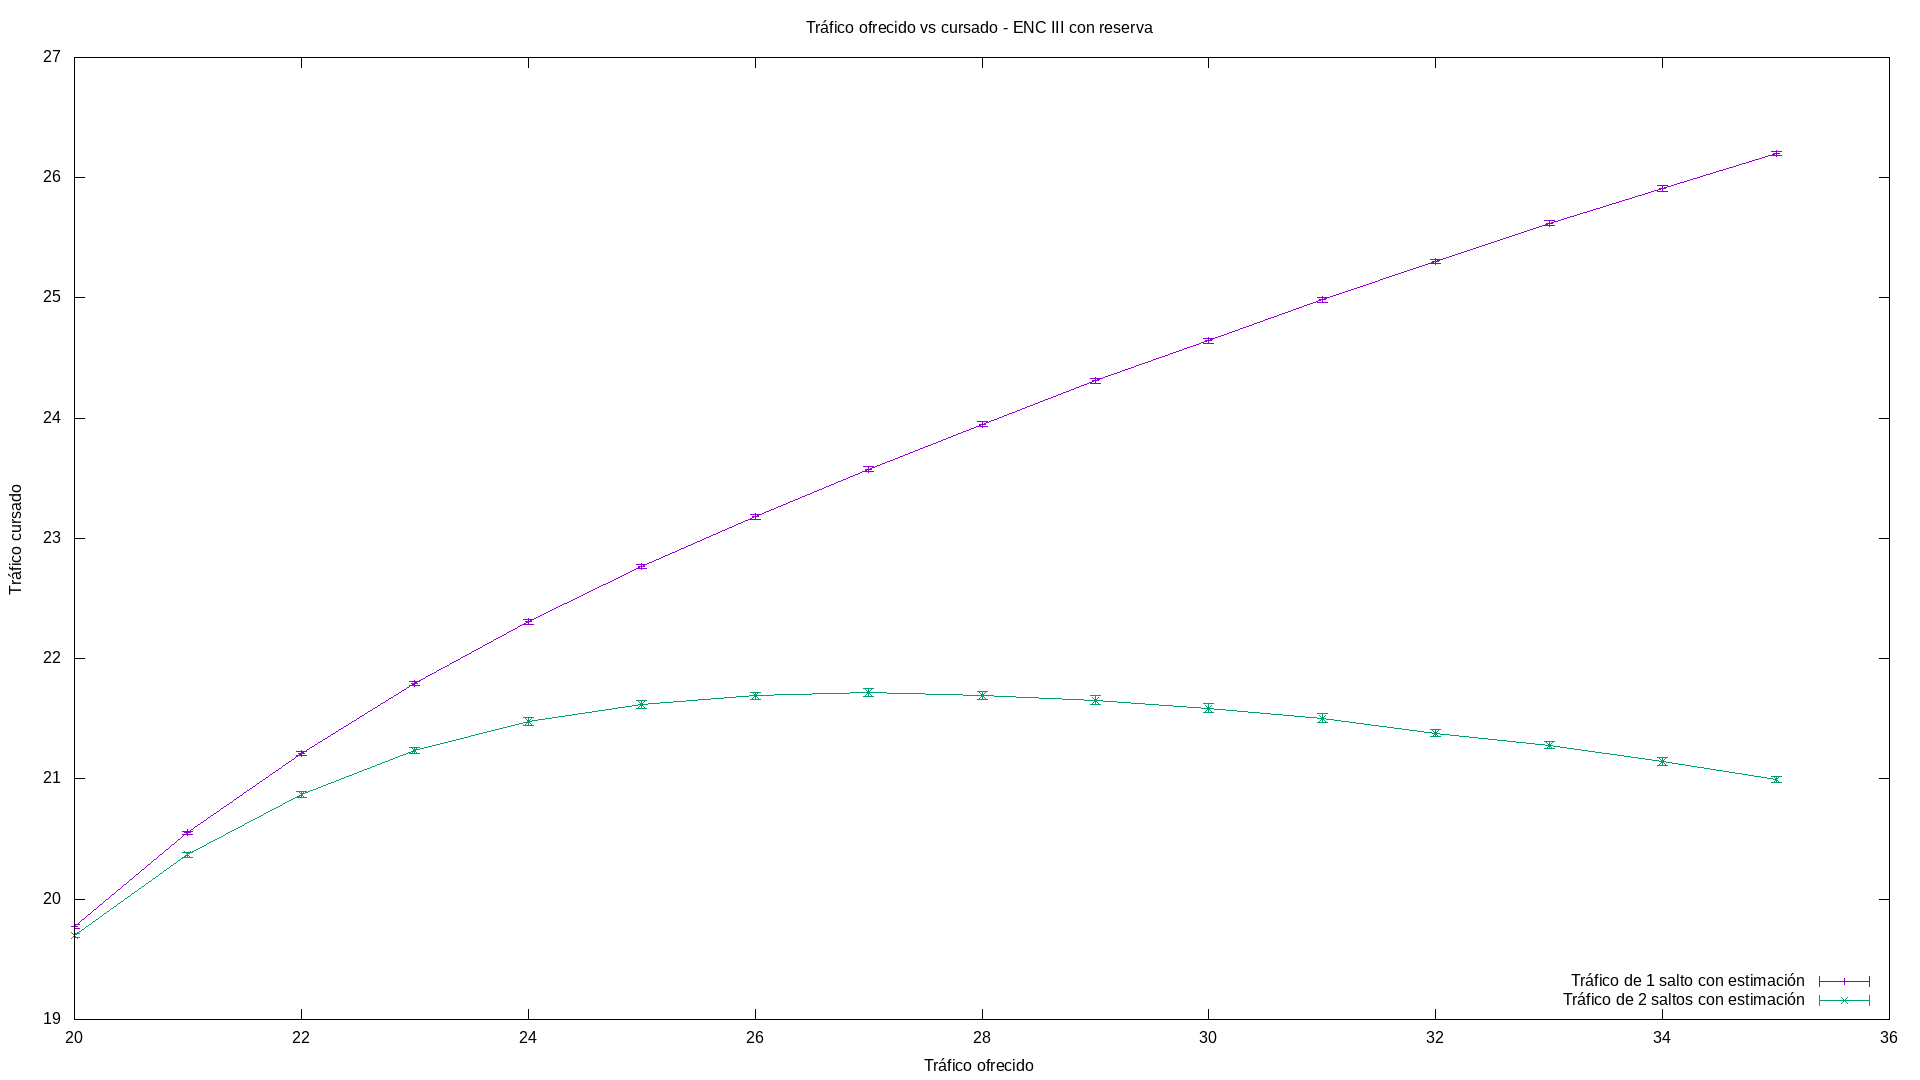 Tráfico ofrecido vs cursado - ENC III con reserva
27
26
25
24
23
22
21
20
19
Tráfico cursado
20 22 24 26 28 30 32 34 36
Tráfico ofrecido
Tráfico de 1 salto con estimación
Tráfico de 2 saltos con estimación